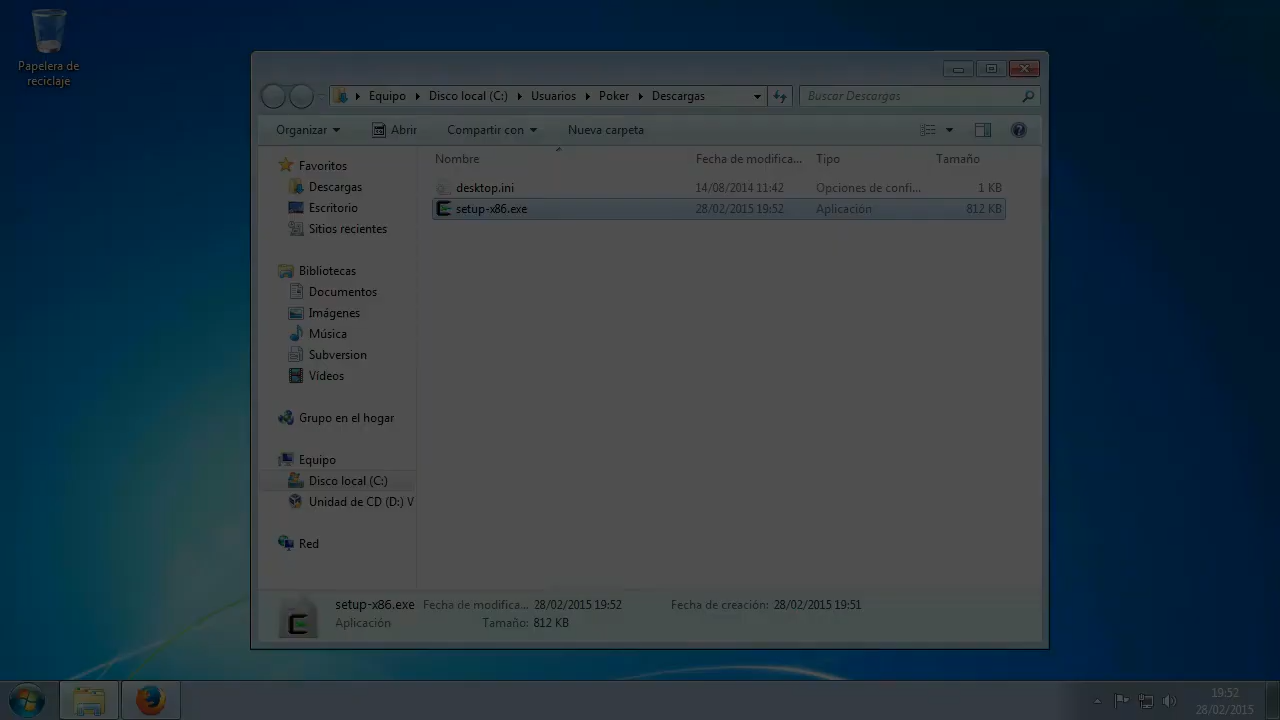 Papelera de
reciclaje
Equipo Disco local (C:) Usuarios Poker Descargas
Buscar Descargas
Organizar Abrir Compartir con Nueva carpeta
Nombre Fecha de modifica... Tipo Tamaño
desktop.ini 14/08/2014 11:42 Opciones de confi... 1 KB
setup-x86.exe 28/02/2015 19:52 Aplicación 812 KB
Favoritos
Descargas
Escritorio
Sitios recientes
Bibliotecas
Documentos
Imágenes
Música
Subversion
Vídeos
Grupo en el hogar
Equipo
Disco local (C:)
Unidad de CD (D:) V
Red
setup-x86.exe Fecha de modifica... 28/02/2015 19:52 Fecha de creación: 28/02/2015 19:51
Aplicación Tamaño: 812 KB
19:52
28/02/2015